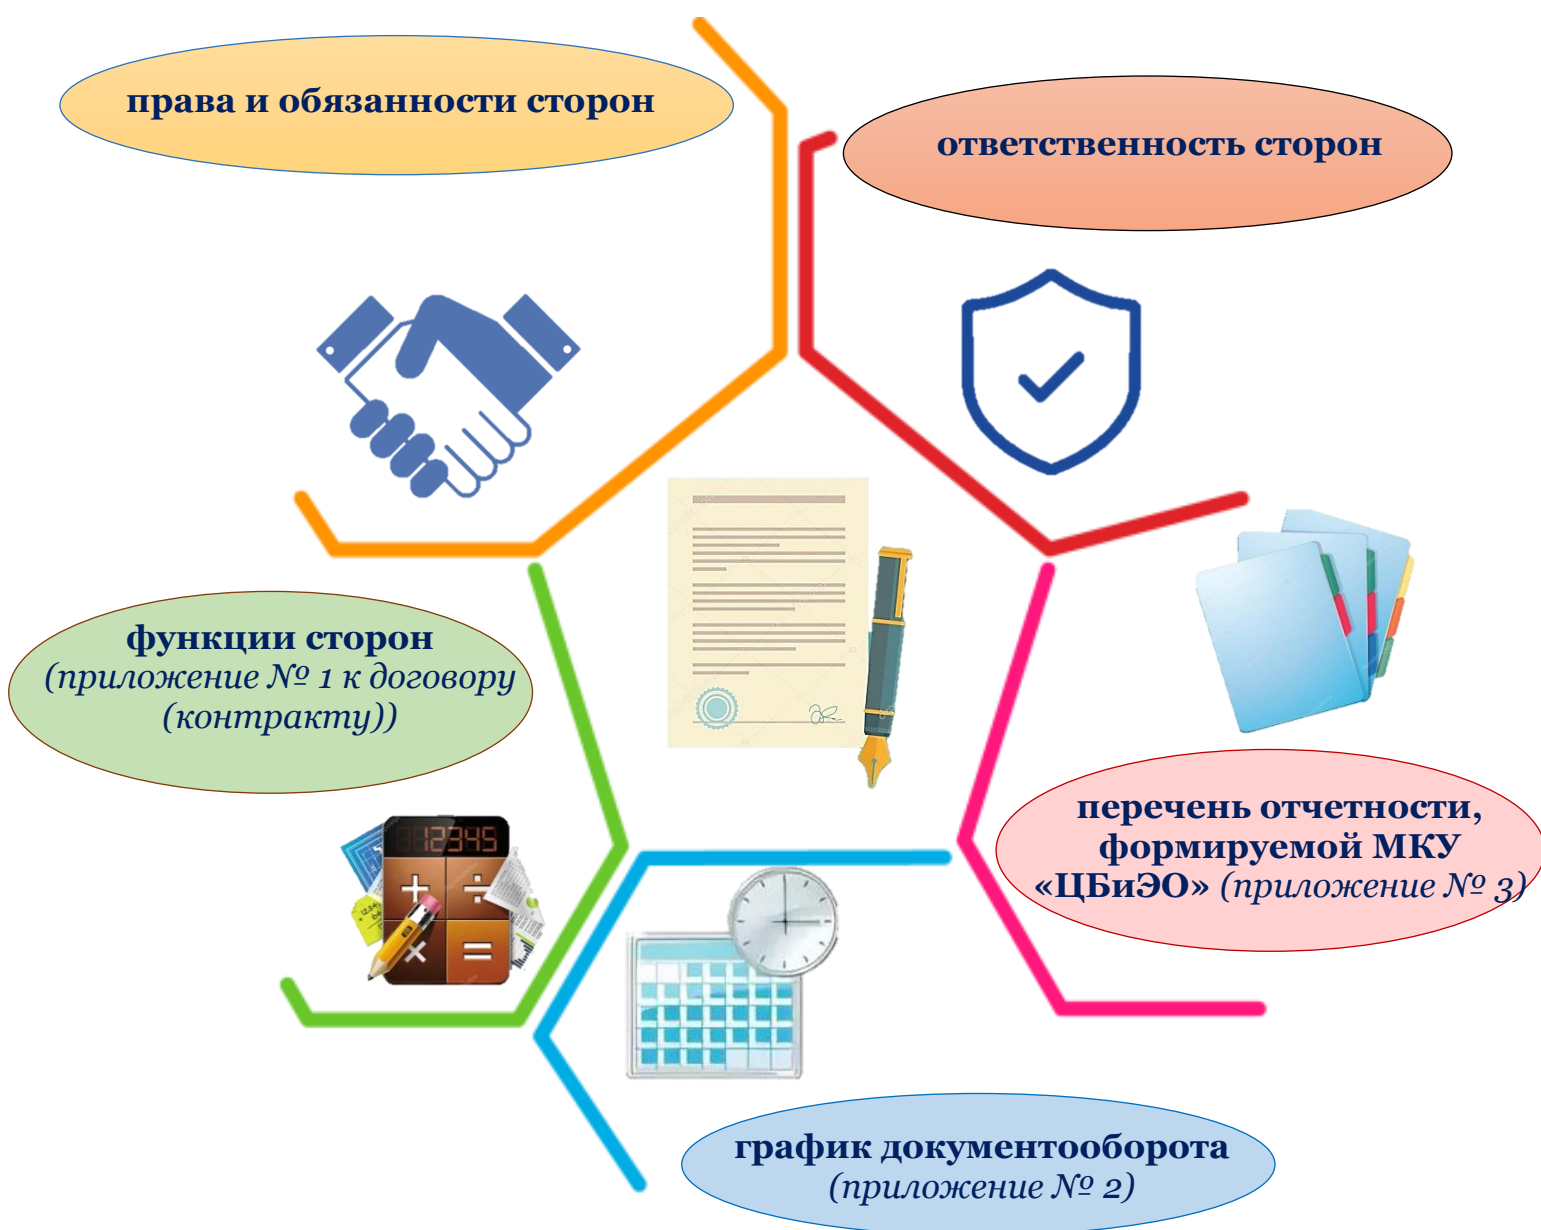 права и обязанности сторон
ответственность сторон
функции сторон
(приложение № 1 к договору
(контракту))
12345
перечень отчетности,
формируемой МКУ
«ЦБиЭО» (приложение № 3)
график документооборота
(приложение № 2)